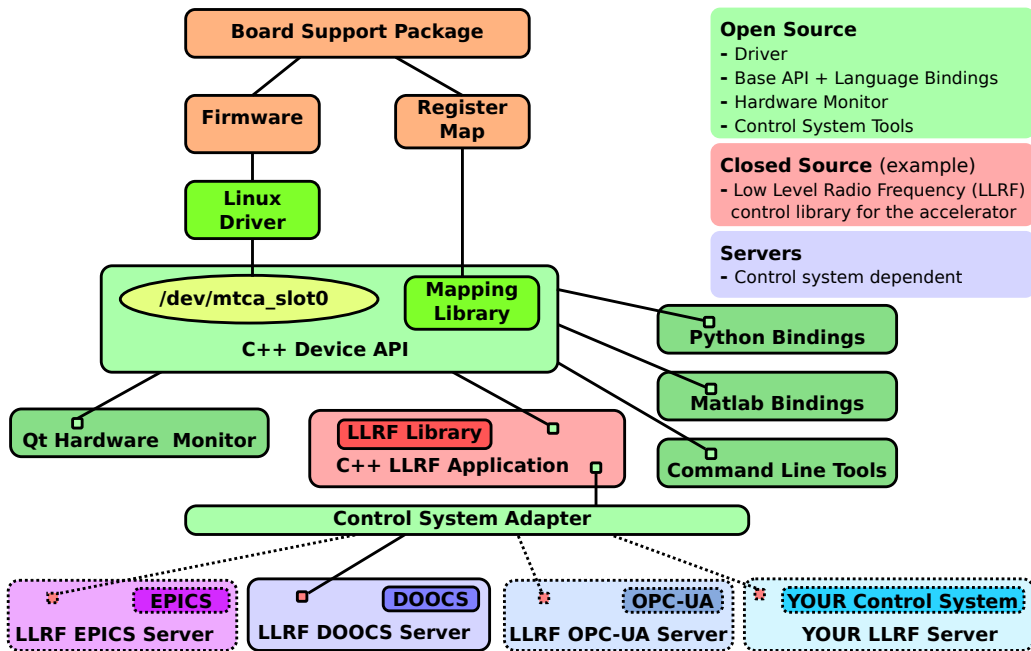 Board Support Package
Firmware
Register
Map
Linux
Driver
/dev/mtca_slot0
Mapping
Library
C++ Device API
Open Source
- Driver
- Base API + Language Bindings
- Hardware Monitor
- Control System Tools
Closed Source (example)
- Low Level Radio Frequency (LLRF)
control library for the accelerator
Servers
- Control system dependent
Python Bindings
Matlab Bindings
Command Line Tools
Qt Hardware Monitor
LLRF Library
C++ LLRF Application
Control System Adapter
EPICS
LLRF EPICS Server
DOOCS
LLRF DOOCS Server
OPC-UA
LLRF OPC-UA Server
YOUR Control System
YOUR LLRF Server